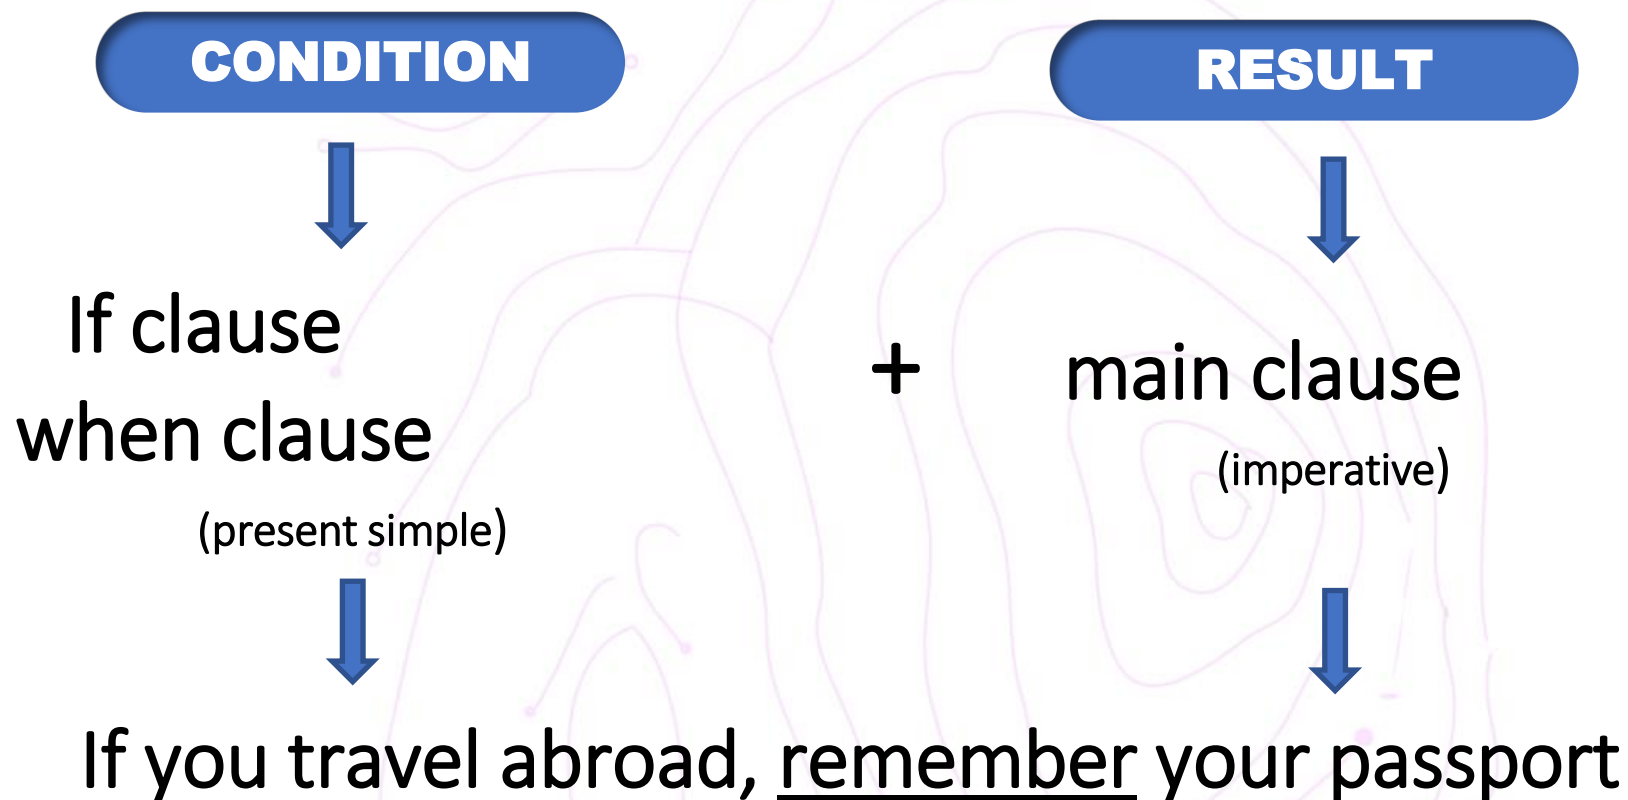 CONDITION
RESULT
If clause
when clause
(present simple)
+
main clause
(imperative)
If you travel abroad, remember your passport